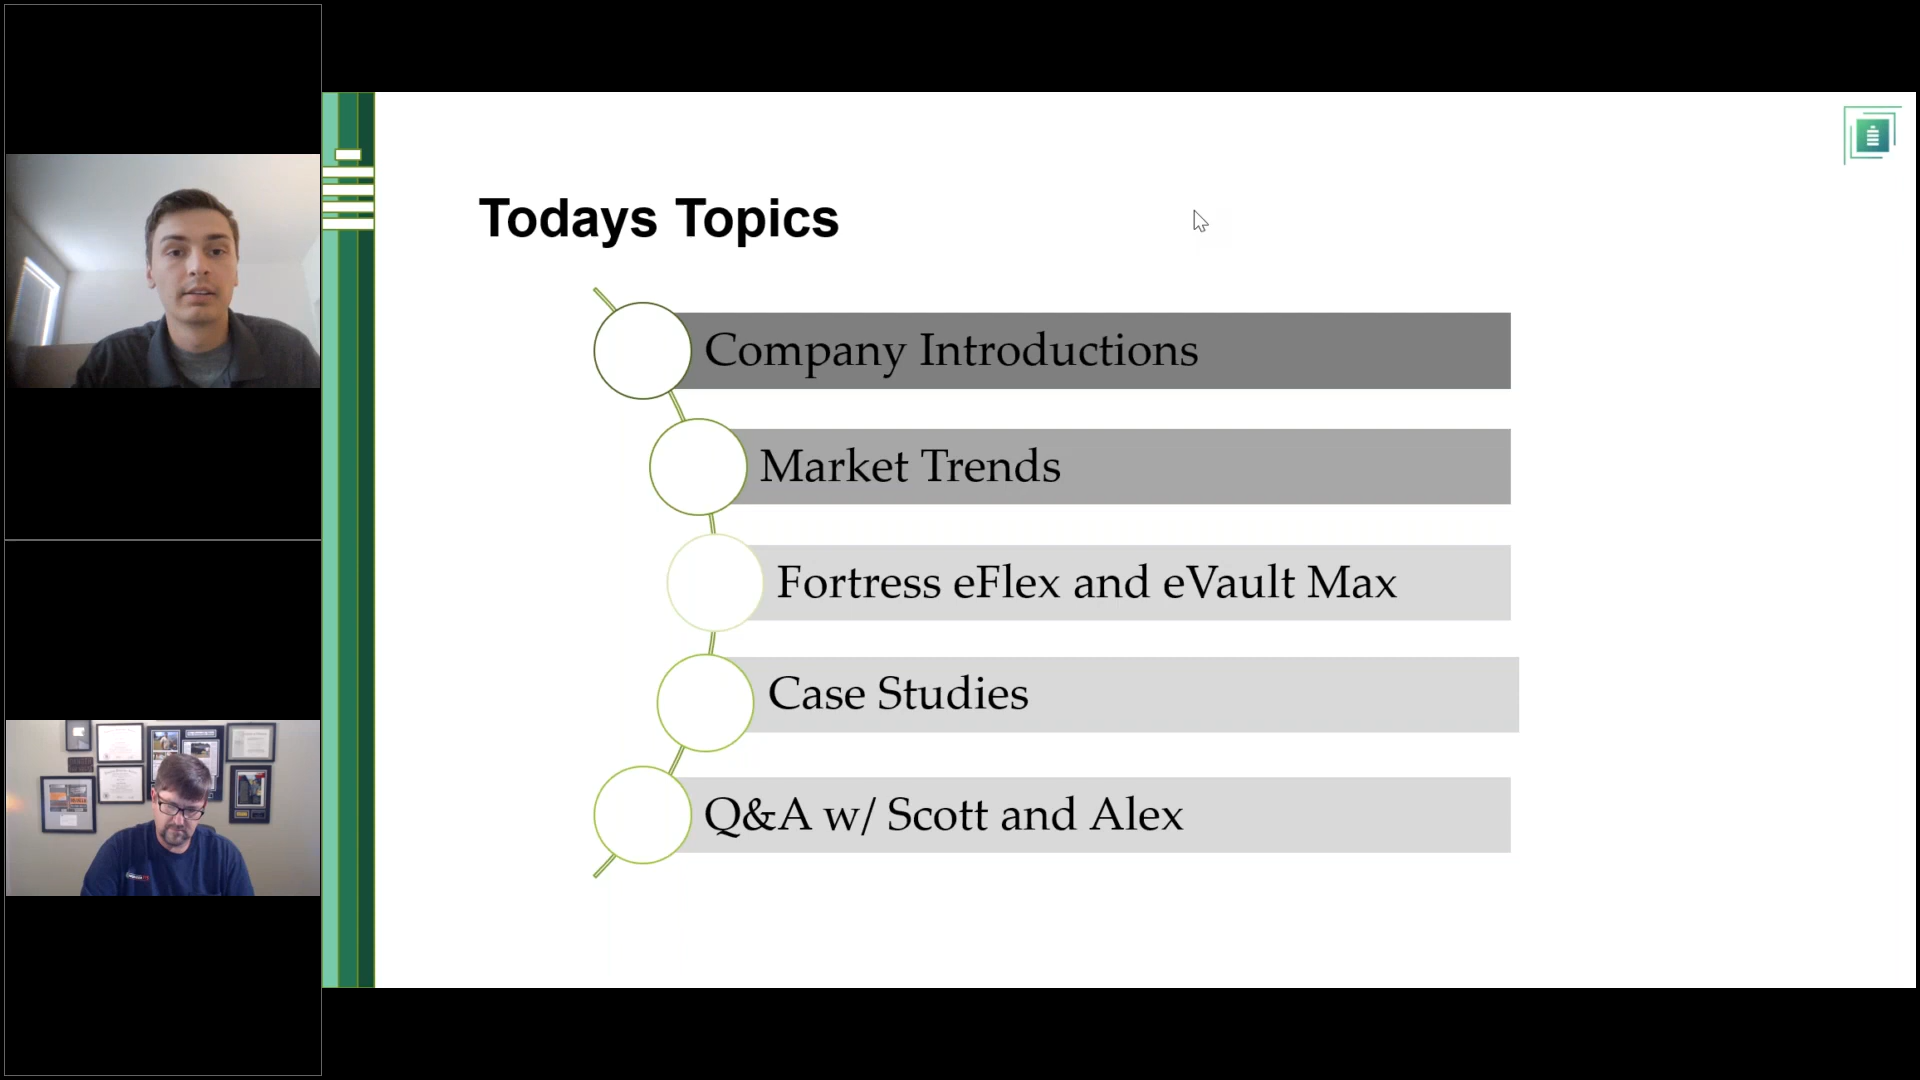 Todays Topics
Company Introductions
Market Trends
Fortress eFlex and eVault Max
Case Studies
Q&A w/ Scott and Alex